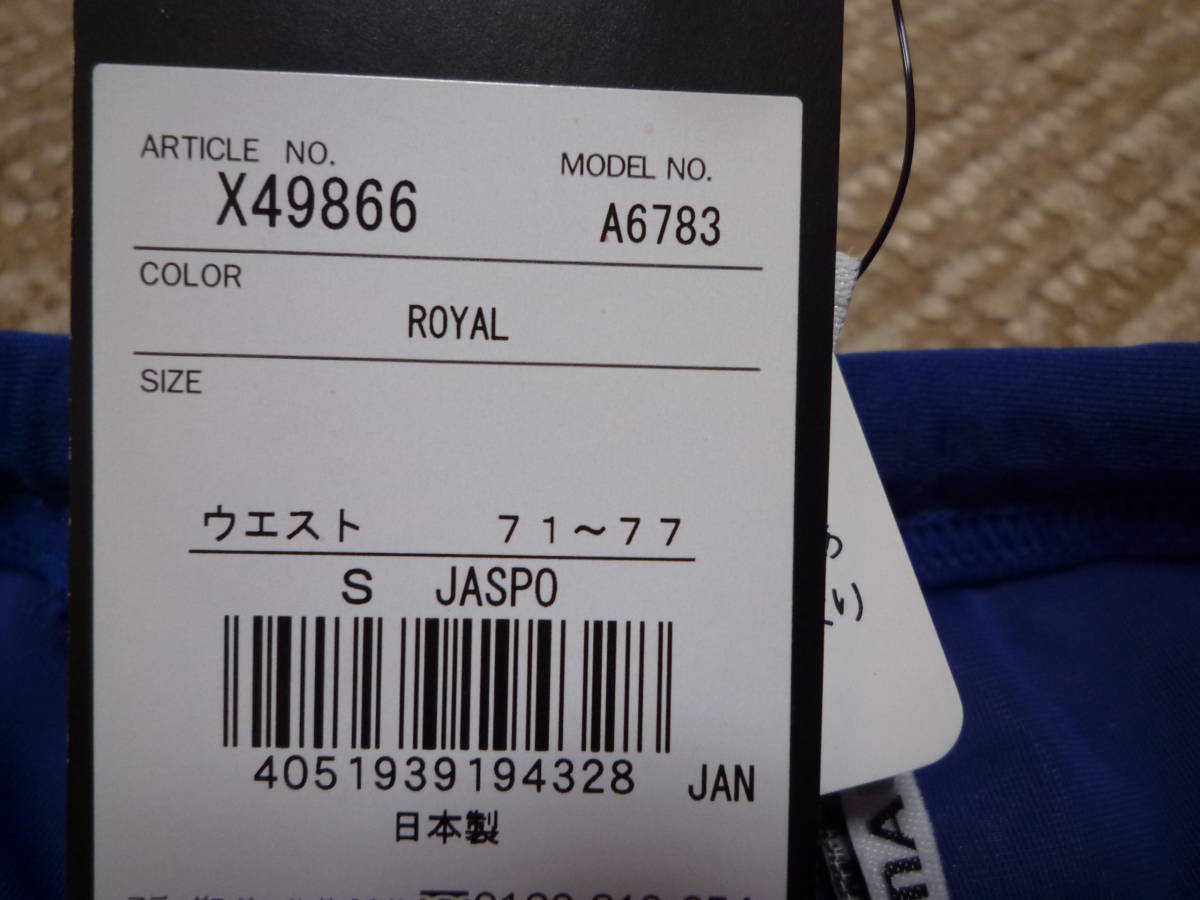 ARTICLE NO.
X49866
MODEL NO.
A6783
COLOR
ROYAL
SIZE
ウエスト 71～77
S JASPO
4051939194328 JAN
日本製